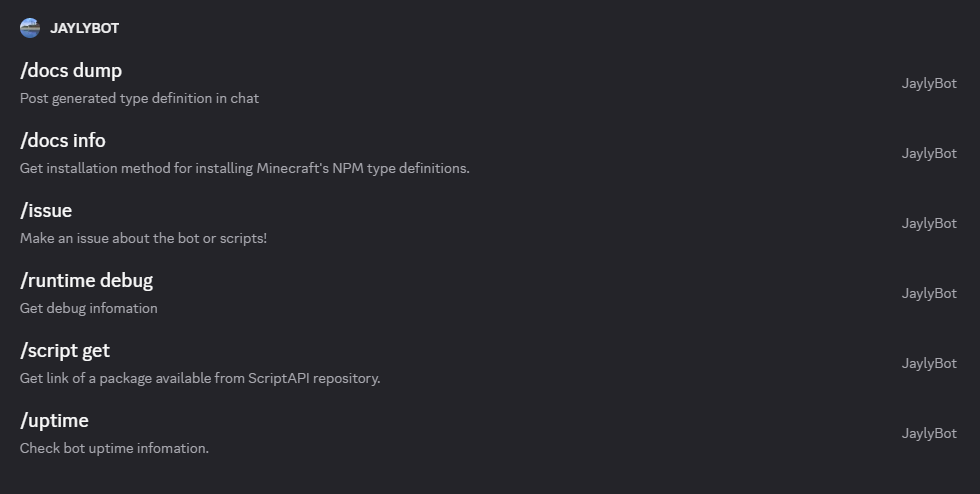 JAYLYBOT
/docs dump
Post generated type definition in chat
JaylyBot
/docs info
Get installation method for installing Minecraft's NPM type definitions.
JaylyBot
/issue
Make an issue about the bot or scripts!
JaylyBot
/runtime debug
Get debug infomation
JaylyBot
/script get
Get link of a package available from ScriptAPI repository.
JaylyBot
/uptime
Check bot uptime infomation.
JaylyBot